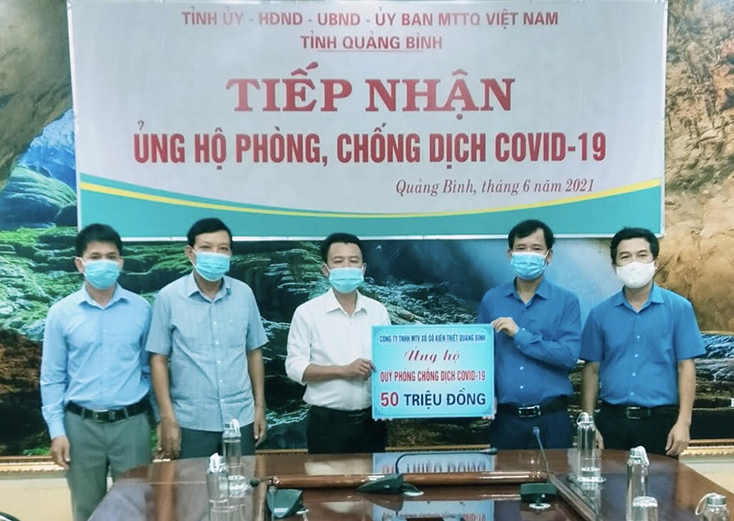 TỈNH ỦY - HĐND - UBND - ỦY BAN MTTQ VIỆT NAM
TỈNH QUẢNG BÌNH
TIẾP NHẬN
ỦNG HỘ PHÒNG, CHỐNG DỊCH COVID-19
Quảng Bình, tháng 6 năm 2021
CÔNG TY TNHH MTV XỔ SỐ KIẾN THIẾT QUẢNG BÌNH
Ủng hộ
QUỸ PHÒNG CHỐNG DỊCH COVID-19
50 TRIỆU ĐỒNG